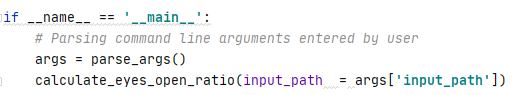 if __name__ == '__main__':
    # Parsing command line arguments entered by user
    args = parse_args()
    calculate_eyes_open_ratio(input_path  = args['input_path'])